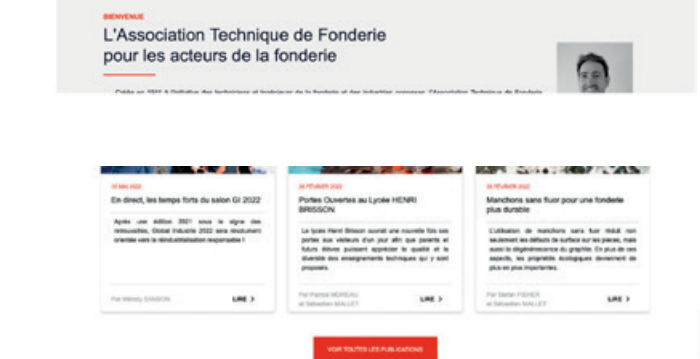 BIENVENUE
L'Association Technique de Fonderie
pour les acteurs de la fonderie
En direct, les temps forts du salon GI 2022
Après une édition 2021 sous le signe des
retrouvailles, Global Industrie 2022 sera résolument
orientée vers la réindustrialisation responsable !
Par Mélody SANSON
LIRE >
26 FÉVRIER 2022
Portes Ouvertes au Lycée HENRI
BRISSON
Le lycée Henri Brisson ouvrait une nouvelle fois ses
portes aux visiteurs d'un jour afin que parents et
futurs élèves puissent apprécier la qualité et la
diversité des enseignements techniques qui y sont
proposés.
Par Patrice MOREAU
et Sébastien MALLET
LIRE >
26 FÉVRIER 2022
Manchons sans fluor pour une fonderie
plus durable
L'utilisation de manchons sans fluor réduit non
seulement les défauts de surface sur les pièces, mais
aussi la dégénérescence du graphite. En plus de ces
aspects, les propriétés écologiques deviennent de
plus en plus importantes.
Par Stefan FISHER
et Sébastien MALLET
LIRE >
VOIR TOUTES LES PUBLICATIONS